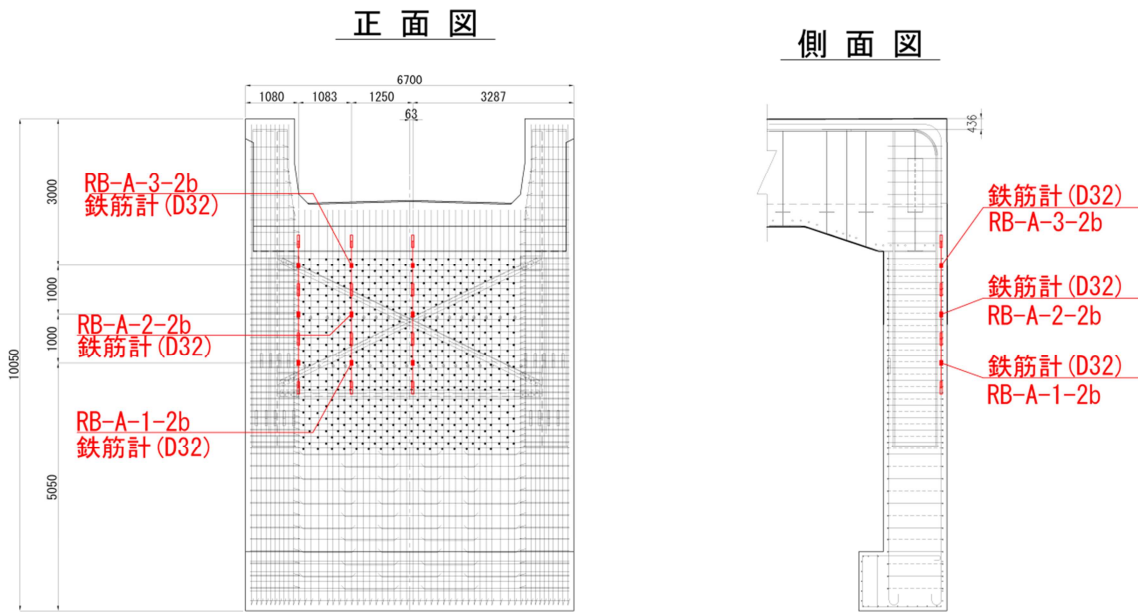 正面図
側面図
6700
1080
1083
1250
3287
63
436
10050
3000
1000
1000
5050
RB-A-3-2b
鉄筋計(D32)
RB-A-2-2b
鉄筋計(D32)
RB-A-1-2b
鉄筋計(D32)
鉄筋計(D32)
RB-A-3-2b
鉄筋計(D32)
RB-A-2-2b
鉄筋計(D32)
RB-A-1-2b